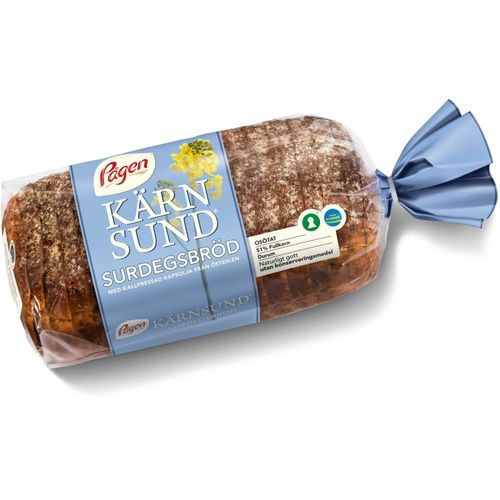 Pågen
KÄRN
SUND
SURDEGSBRÖD
MED KALLPRESSAD RAPSOLJA FRÅN ÖSTERLEN
OSÖTAT
51% Fullkorn
Durum
Naturligt gott
utan konserveringsmedel
Pågen
KÄRNSUND
SURDEGSBRÖD